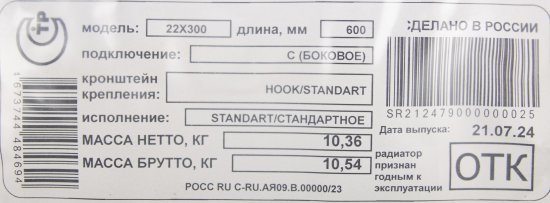 модель: 22X300 длина, мм 600
подключение: С (БОКОВОЕ)
кронштейн
крепления: HOOK/STANDART
исполнение: STANDART/СТАНДАРТНОЕ
МАССА НЕТТО, КГ 10,36
МАССА БРУТТО, КГ 10,54
РОСС RU C-RU.АЯ09.В.00000/23
СДЕЛАНО В РОССИИ
SR212479000000025
Дата выпуска: 21.07.24
радиатор
признан
годным к
эксплуатации
ОТК
1673744484694